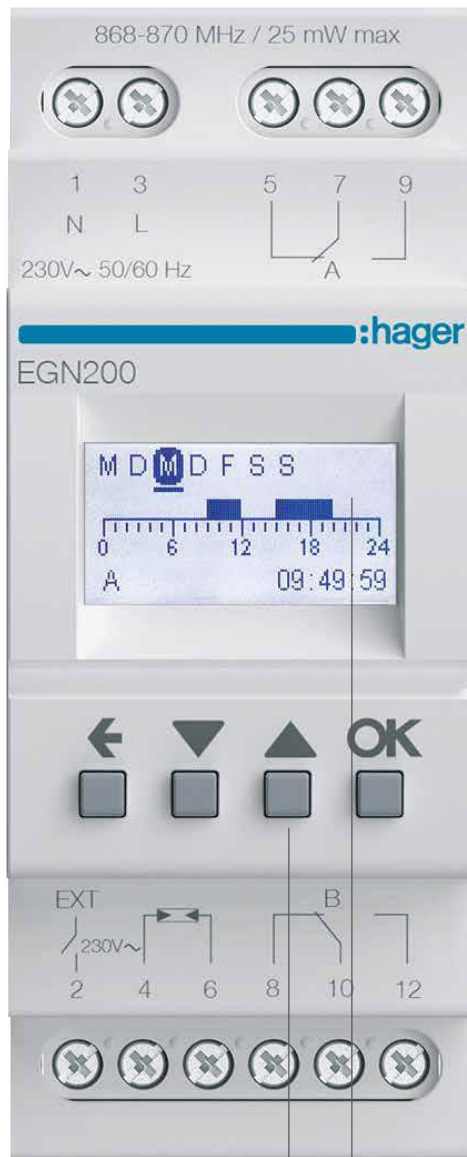 868-870 MHz / 25 mW max
1 3 5 7 9
N L
230V~ 50/60 Hz A
:hager
EGN200
M D M D F S S
0 6 12 18 24
A 09:49:59
OK
EXT B
230V~
2 4 6 8 10 12